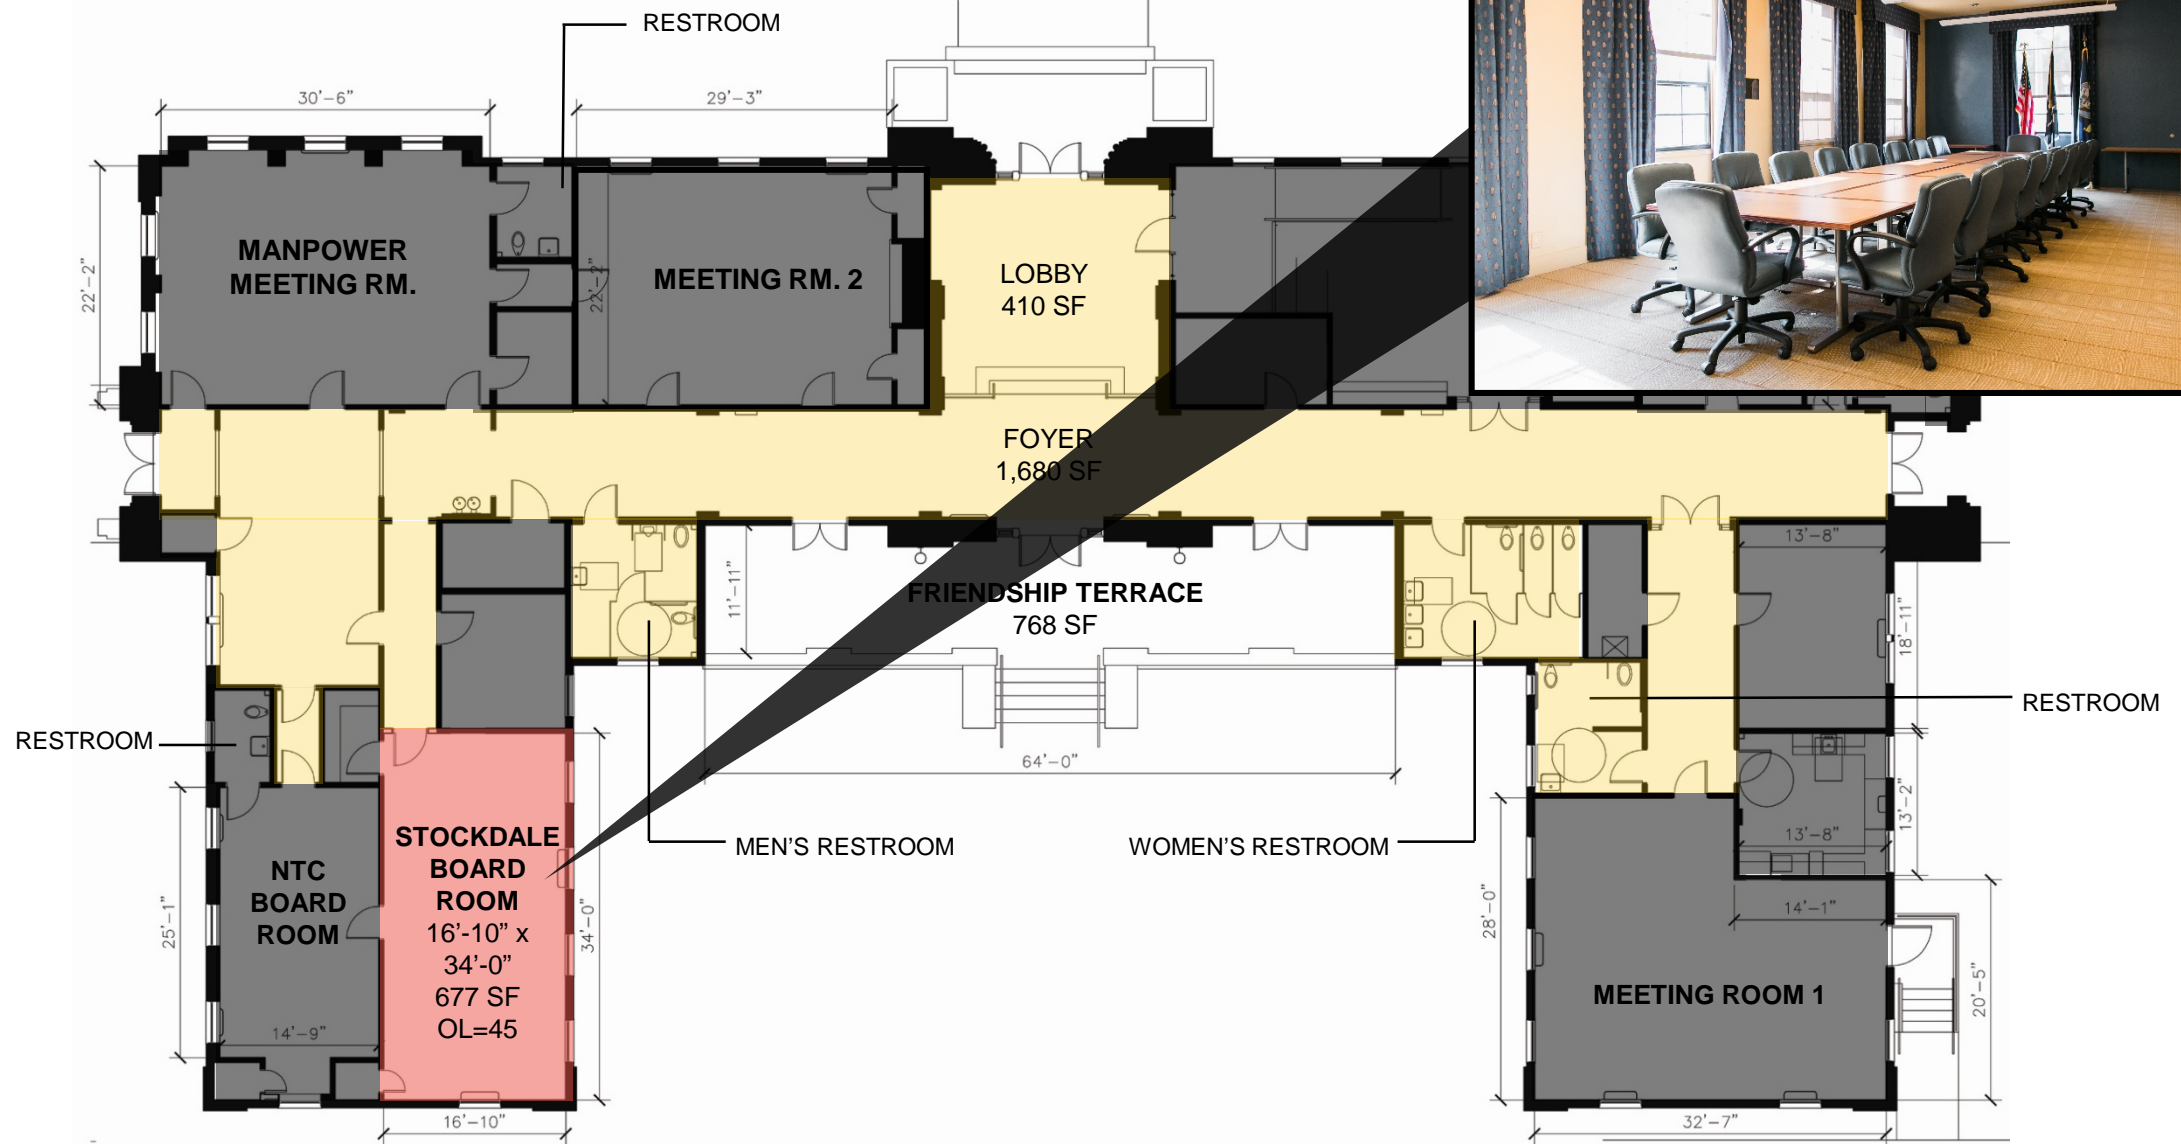 RESTROOM
30'-6"
29'-3"
22'-2"
MANPOWER
MEETING RM.
22'-2"
MEETING RM. 2
LOBBY
410 SF
FOYER
1,680 SF
13'-8"
11'-11"
FRIENDSHIP TERRACE
768 SF
18'-11"
RESTROOM
RESTROOM
64'-0"
13'-2"
13'-8"
MEN'S RESTROOM
WOMEN'S RESTROOM
STOCKDALE
BOARD
ROOM
16'-10" x
34'-0"
677 SF
OL=45
NTC
BOARD
ROOM
25'-1"
34'-0"
28'-0"
14'-1"
MEETING ROOM 1
20'-5"
14'-9"
16'-10"
32'-7"